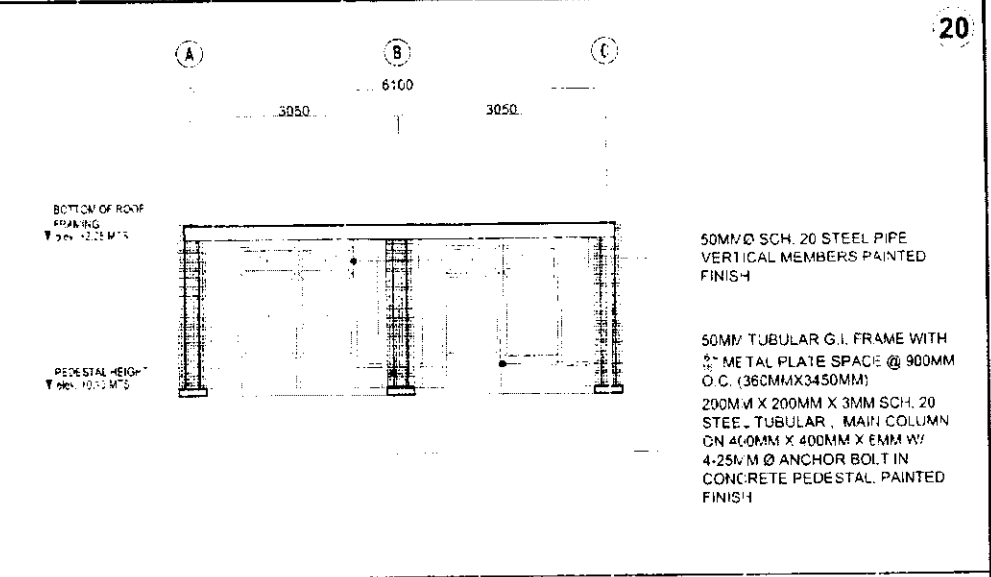 20
A B C
6100
3050 3050
BOTTOM OF ROOF
FRAMING
MTS
50MMØ SCH. 20 STEEL PIPE
VERTICAL MEMBERS PAINTED
FINISH
50MM TUBULAR G.I. FRAME WITH
METAL PLATE SPACE @ 900MM
O.C. (360MMX3450MM)
PEDESTAL HEIGHT
MTS
200MM X 200MM X 3MM SCH. 20
STEEL TUBULAR , MAIN COLUMN
ON 400MM X 400MM X 6MM W/
4-25MM Ø ANCHOR BOLT IN
CONCRETE PEDESTAL, PAINTED
FINISH